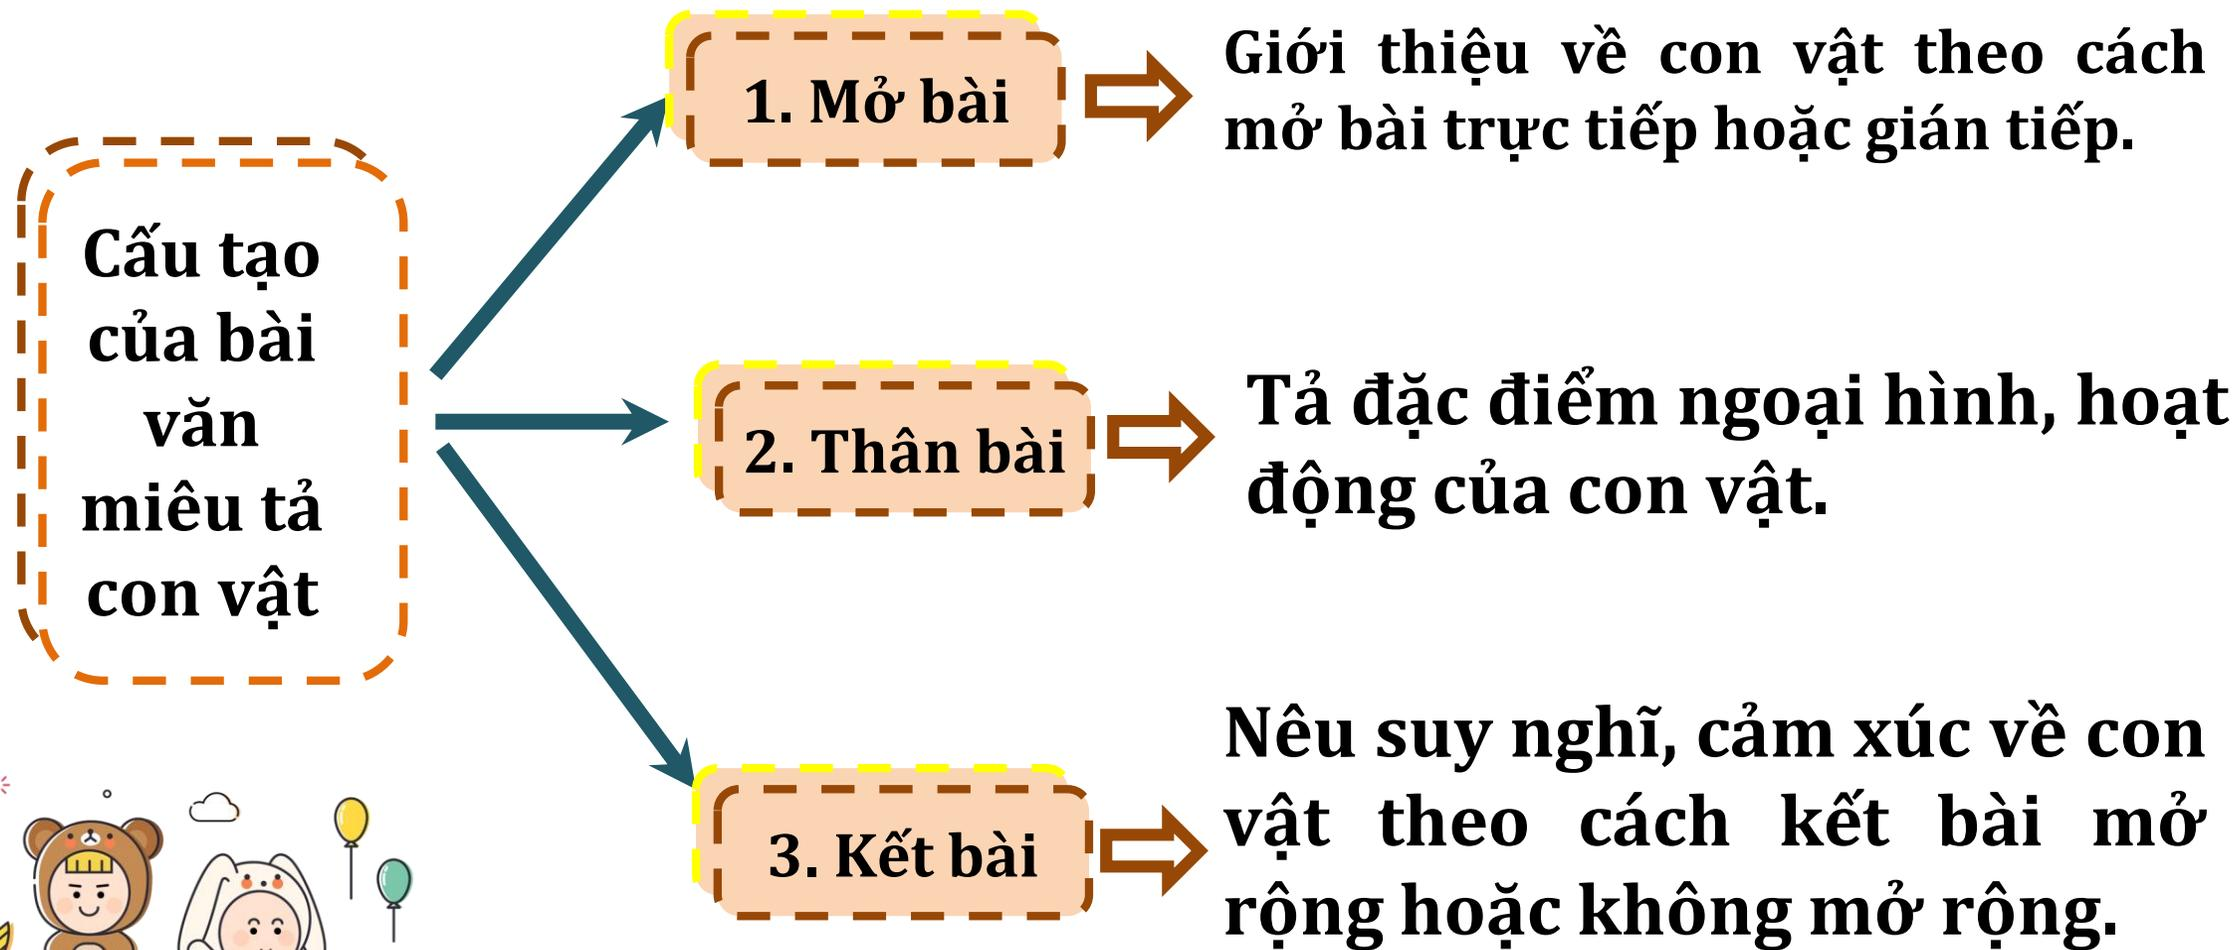 Cấu tạo
của bài
văn
miêu tả
con vật
1. Mở bài
Giới thiệu về con vật theo cách
mở bài trực tiếp hoặc gián tiếp.
2. Thân bài
Tả đặc điểm ngoại hình, hoạt
động của con vật.
3. Kết bài
Nêu suy nghĩ, cảm xúc về con
vật theo cách kết bài mở
rộng hoặc không mở rộng.